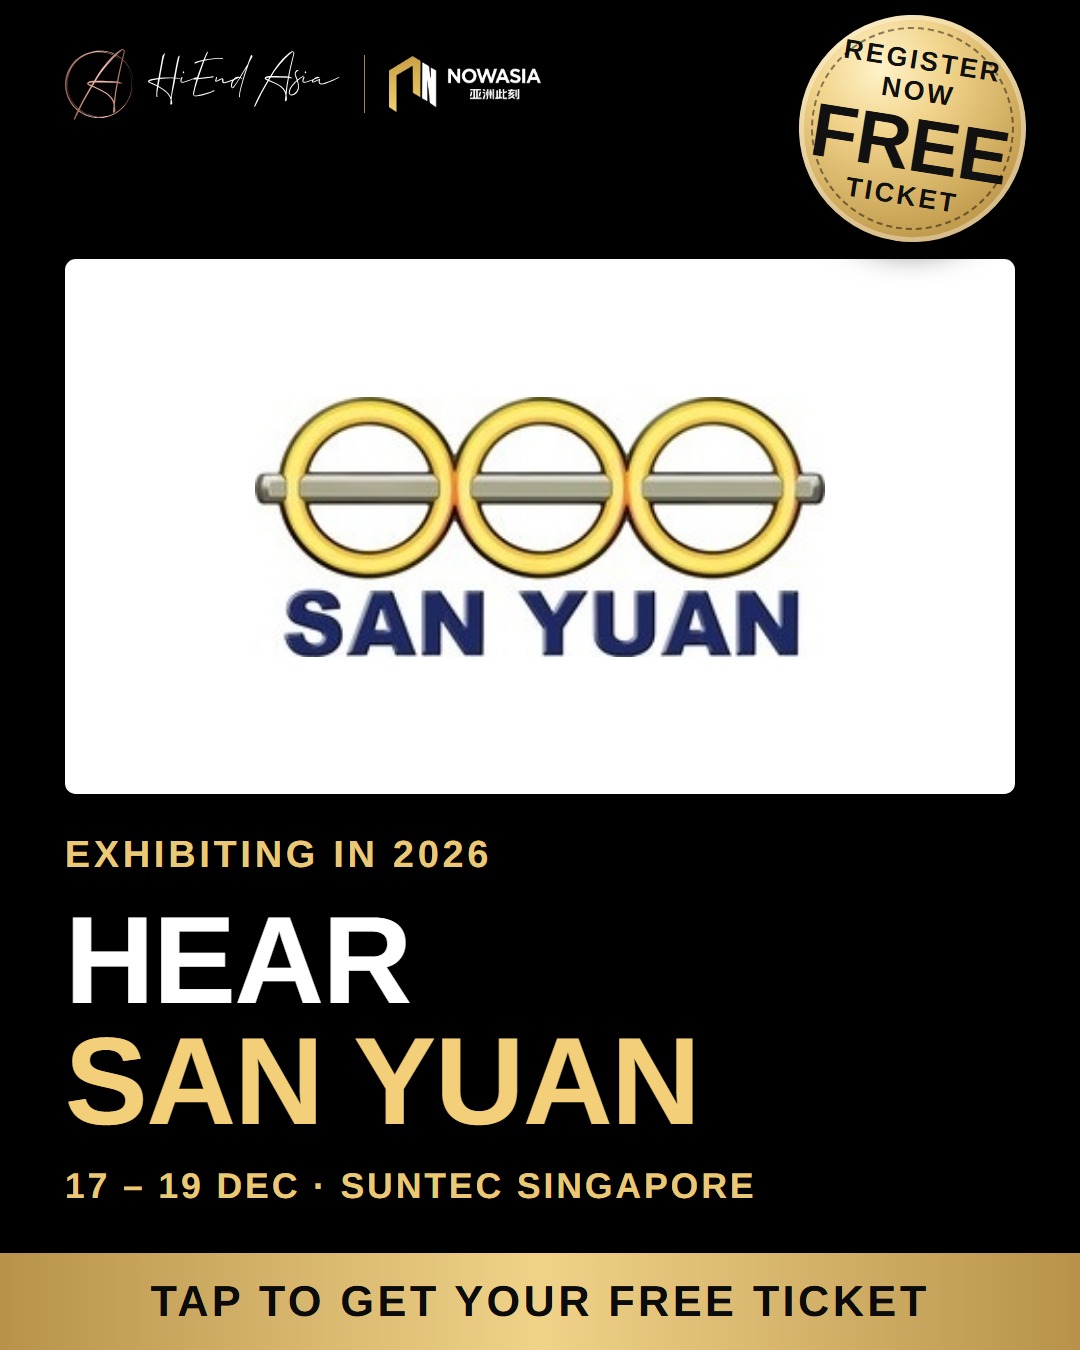 HiEnd Asia
NOWASIA
亚洲此刻
REGISTER
NOW
FREE
TICKET
SAN YUAN
EXHIBITING IN 2026
HEAR
SAN YUAN
17 – 19 DEC · SUNTEC SINGAPORE
TAP TO GET YOUR FREE TICKET